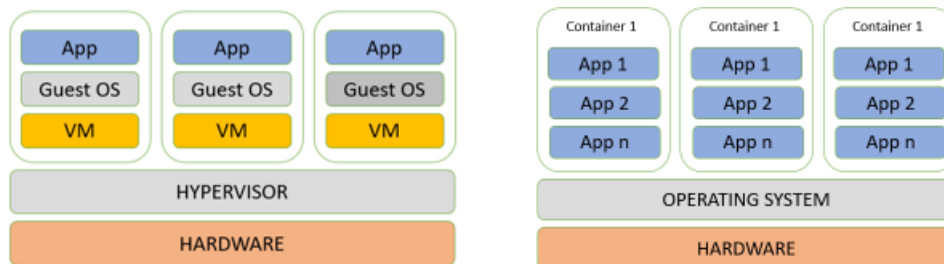 App
Guest OS
VM
App
Guest OS
VM
App
Guest OS
VM
HYPERVISOR
HARDWARE
Container 1
App 1
App 2
App n
Container 1
App 1
App 2
App n
Container 1
App 1
App 2
App n
OPERATING SYSTEM
HARDWARE